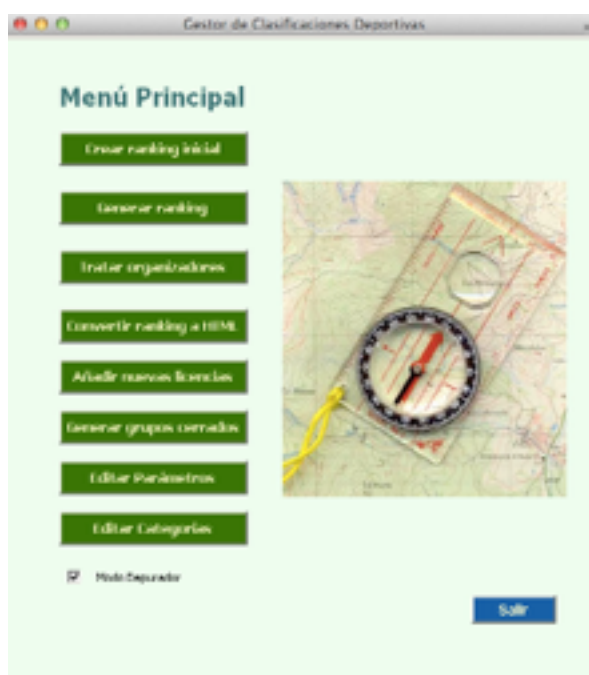 Gestor de Clasificaciones Deportivas
Menú Principal
Crear ranking inicial
Generar ranking
Tratar organizadores
Convertir ranking a HTML
Añadir nuevas licencias
Generar grupos cerrados
Editar Parámetros
Editar Categorías
Modo Depurador
Salir